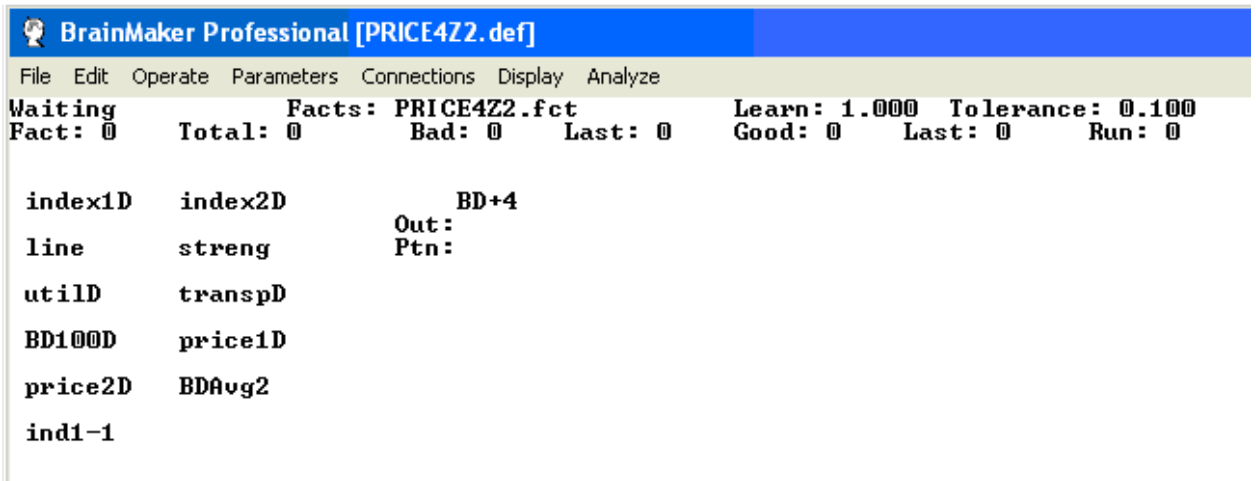 BrainMaker Professional [PRICE4Z2.def]
File Edit Operate Parameters Connections Display Analyze
Waiting Facts: PRICE4Z2.fct Learn: 1.000 Tolerance: 0.100
Fact: 0 Total: 0 Bad: 0 Last: 0 Good: 0 Last: 0 Run: 0
index1D index2D BD+4
Out:
line streng Ptn:
utilD transpD
BD100D price1D
price2D BDAvg2
ind1-1